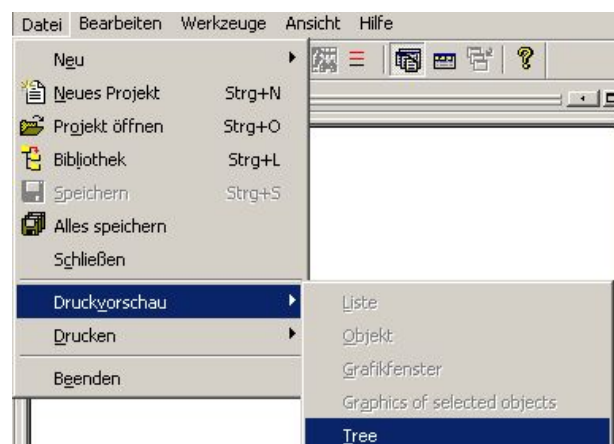 Datei Bearbeiten Werkzeuge Ansicht Hilfe
Neu
Neues Projekt Strg+N
Projekt öffnen Strg+O
Bibliothek Strg+L
Speichern Strg+S
Alles speichern
Schließen
Druckvorschau
Drucken
Beenden
Liste
Objekt
Grafikfenster
Graphics of selected objects
Tree